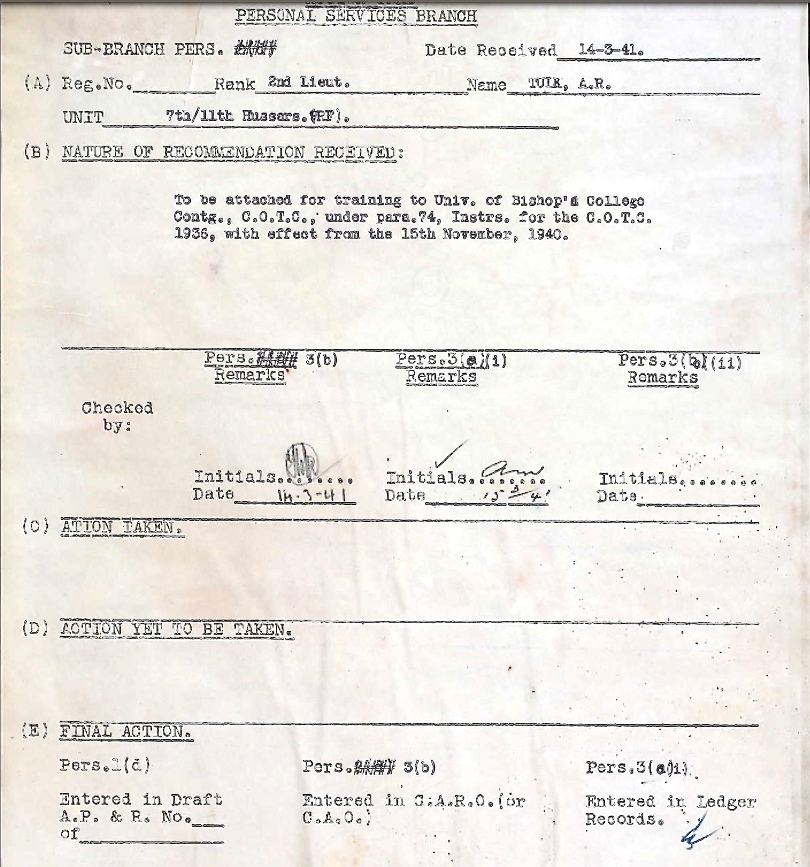 PERSONAL SERVICES BRANCH
SUB-BRANCH PERS. Date Received 14-3-41.
(A) Reg.No. Rank 2nd Lieut. Name TULK, A.R.
UNIT 7th/11th Hussars.(RF).
(B) NATURE OF RECOMMENDATION RECEIVED:
To be attached for training to Univ. of Bishop's College
Contg., C.O.T.C., under para.74, Instrs. for the C.O.T.C.
1936, with effect from the 15th November, 1940.
Pers. 3(b) Pers.3(a)(i) Pers.3(b)(ii)
Remarks Remarks Remarks
Checked
by:
Initials........ Initials........ Initials........
Date 14-3-41 Date 15-3-41 Date
(C) ATION TAKEN.
(D) ACTION YET TO BE TAKEN.
(E) FINAL ACTION.
Pers.1(d) Pers. 3(b) Pers.3(a)(i).
Entered in Draft Entered in C.A.R.O.(or Entered in Ledger
A.P. & R. No. C.A.O.) Records.
of